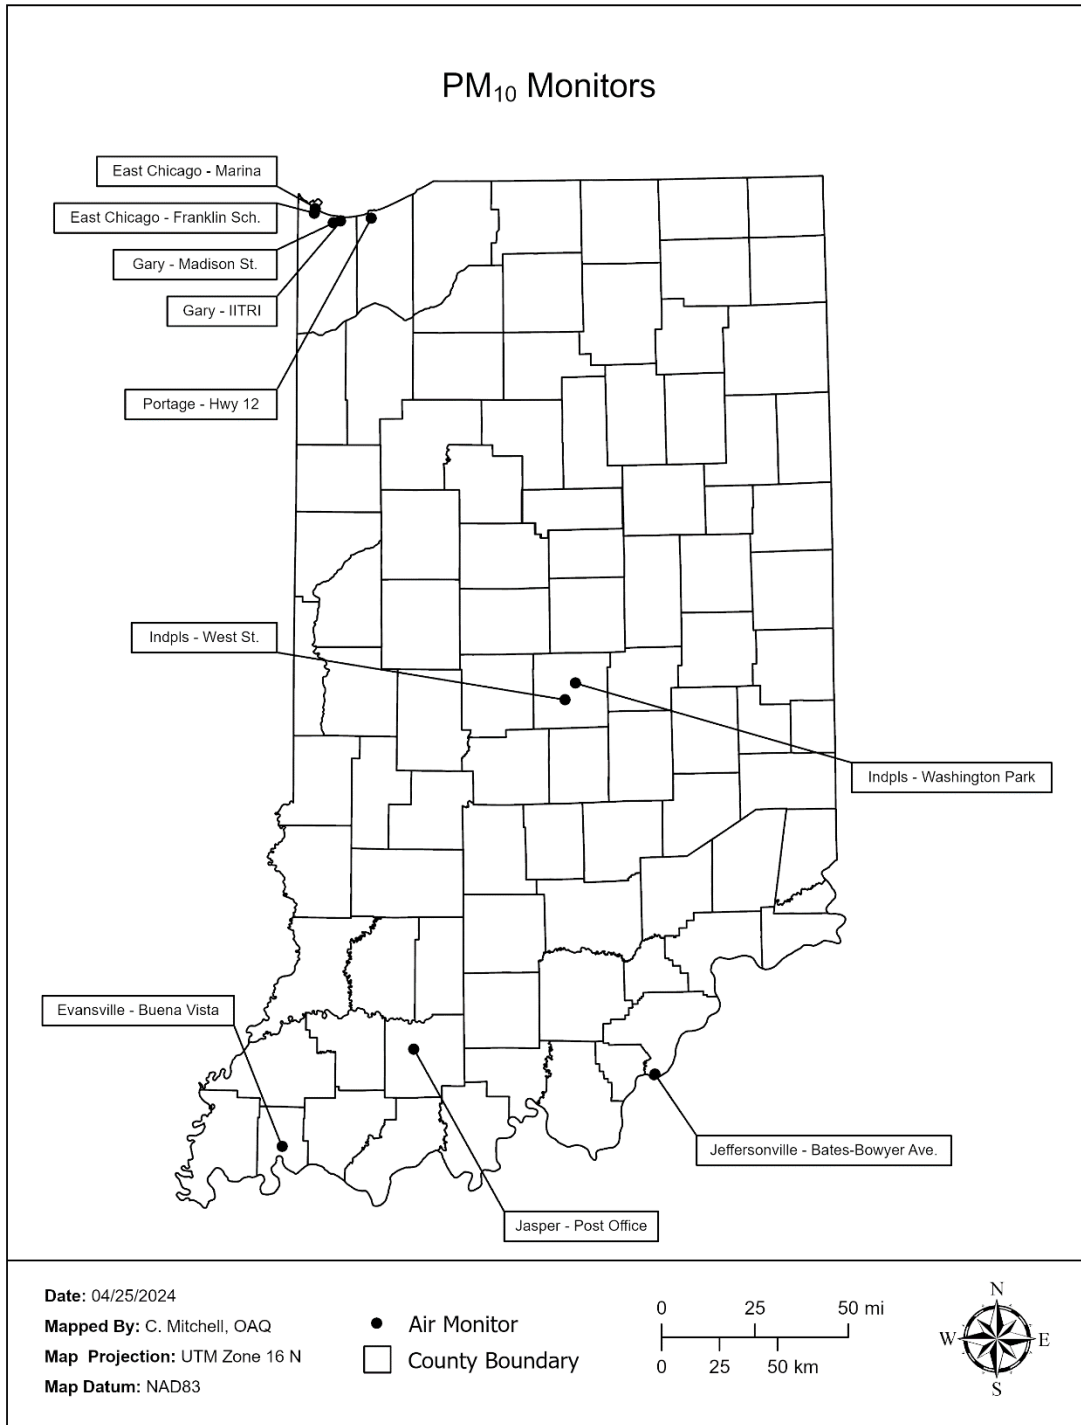 PM₁₀ Monitors
East Chicago - Marina
East Chicago - Franklin Sch.
Gary - Madison St.
Gary - IITRI
Portage - Hwy 12
Indpls - West St.
Indpls - Washington Park
Evansville - Buena Vista
Jeffersonville - Bates-Bowyer Ave.
Jasper - Post Office
Date: 04/25/2024
Mapped By: C. Mitchell, OAQ
Map Projection: UTM Zone 16 N
Map Datum: NAD83
Air Monitor
County Boundary
0 25 50 mi
0 25 50 km
N
W E
S